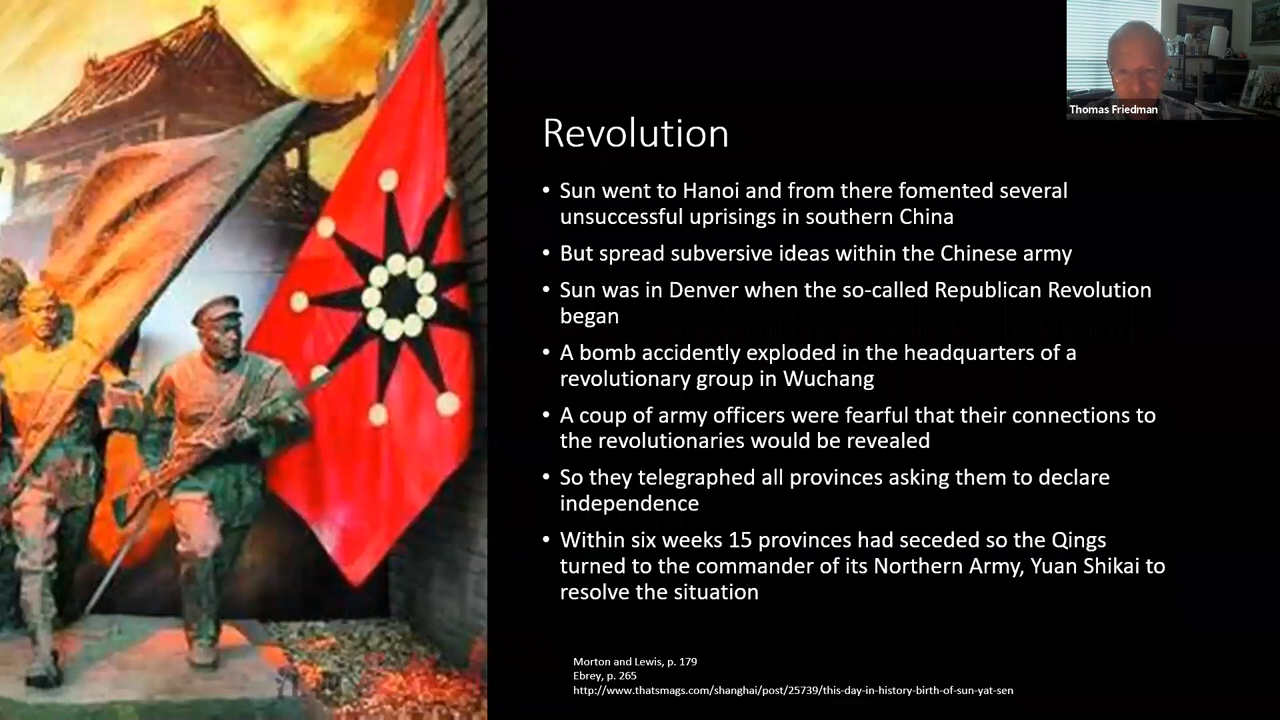 Thomas Friedman
Revolution
• Sun went to Hanoi and from there fomented several
unsuccessful uprisings in southern China
• But spread subversive ideas within the Chinese army
• Sun was in Denver when the so-called Republican Revolution
began
• A bomb accidently exploded in the headquarters of a
revolutionary group in Wuchang
• A coup of army officers were fearful that their connections to
the revolutionaries would be revealed
• So they telegraphed all provinces asking them to declare
independence
• Within six weeks 15 provinces had seceded so the Qings
turned to the commander of its Northern Army, Yuan Shikai to
resolve the situation
Morton and Lewis, p. 179
Ebrey, p. 265
http://www.thatsmags.com/shanghai/post/25739/this-day-in-history-birth-of-sun-yat-sen